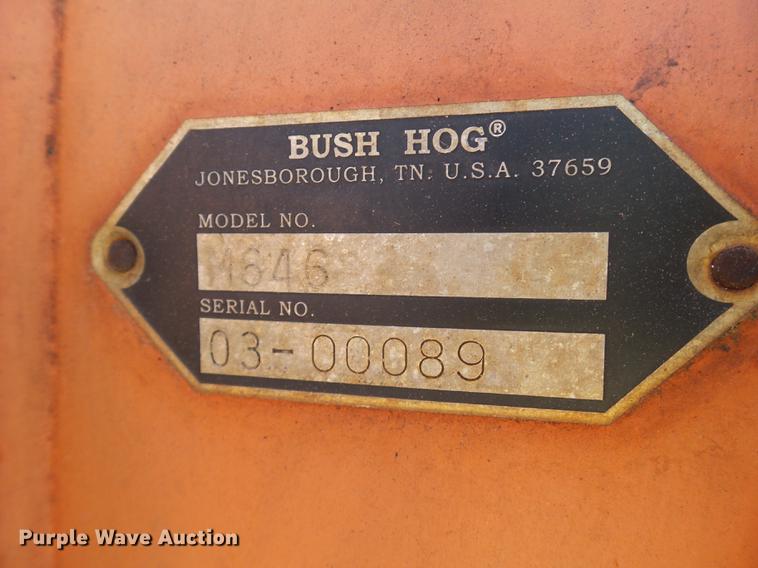 BUSH HOG®
JONESBOROUGH, TN. U.S.A. 37659
MODEL NO.
M646
SERIAL NO.
03-00089
Purple Wave Auction